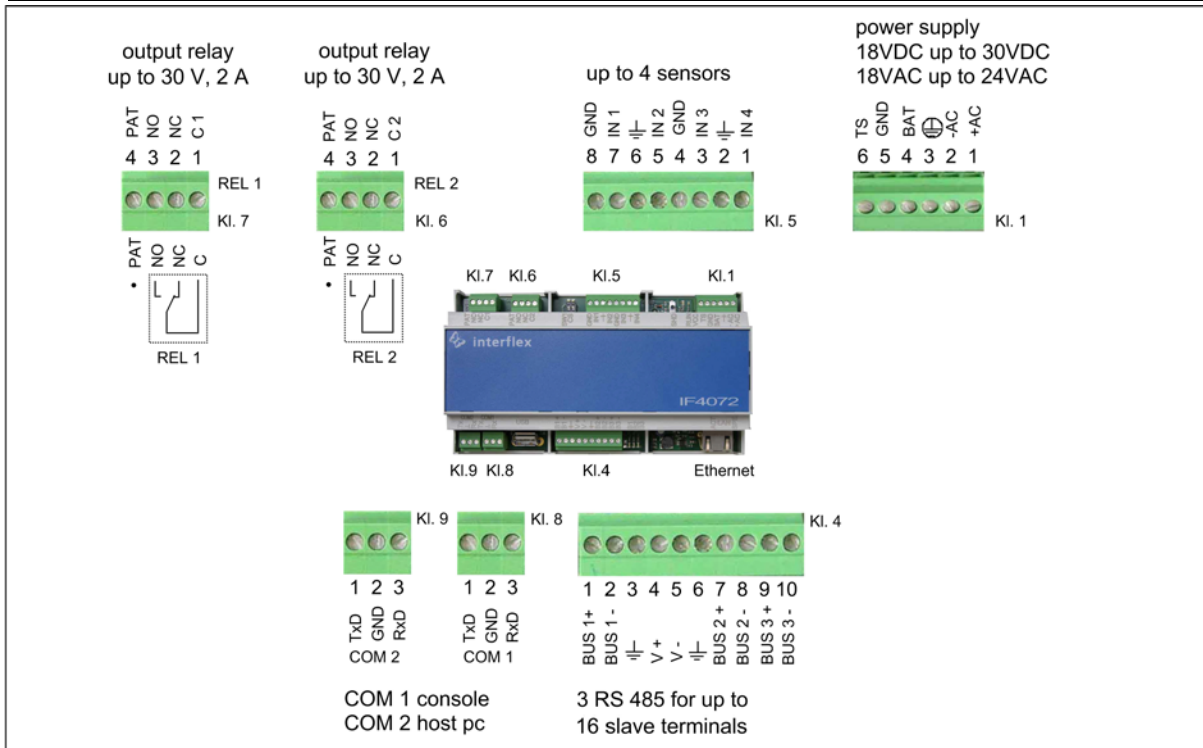 output relay
up to 30 V, 2 A
output relay
up to 30 V, 2 A
up to 4 sensors
power supply
18VDC up to 30VDC
18VAC up to 24VAC
PAT NO NC C 1
4 3 2 1
REL 1
Kl. 7
PAT NO NC C 2
4 3 2 1
REL 2
Kl. 6
GND IN 1 IN 2 GND IN 3 IN 4
8 7 6 5 4 3 2 1
Kl. 5
TS GND BAT -AC +AC
6 5 4 3 2 1
Kl. 1
PAT NO NC C
REL 1
PAT NO NC C
REL 2
Kl.7 Kl.6 Kl.5 Kl.1
interflex
IF4072
Kl.9 Kl.8 Kl.4 Ethernet
Kl. 9
1 2 3
TxD GND RxD
COM 2
Kl. 8
1 2 3
TxD GND RxD
COM 1
Kl. 4
1 2 3 4 5 6 7 8 9 10
BUS 1+ BUS 1 - V + V - BUS 2 + BUS 2 - BUS 3 + BUS 3 -
COM 1 console
COM 2 host pc
3 RS 485 for up to
16 slave terminals